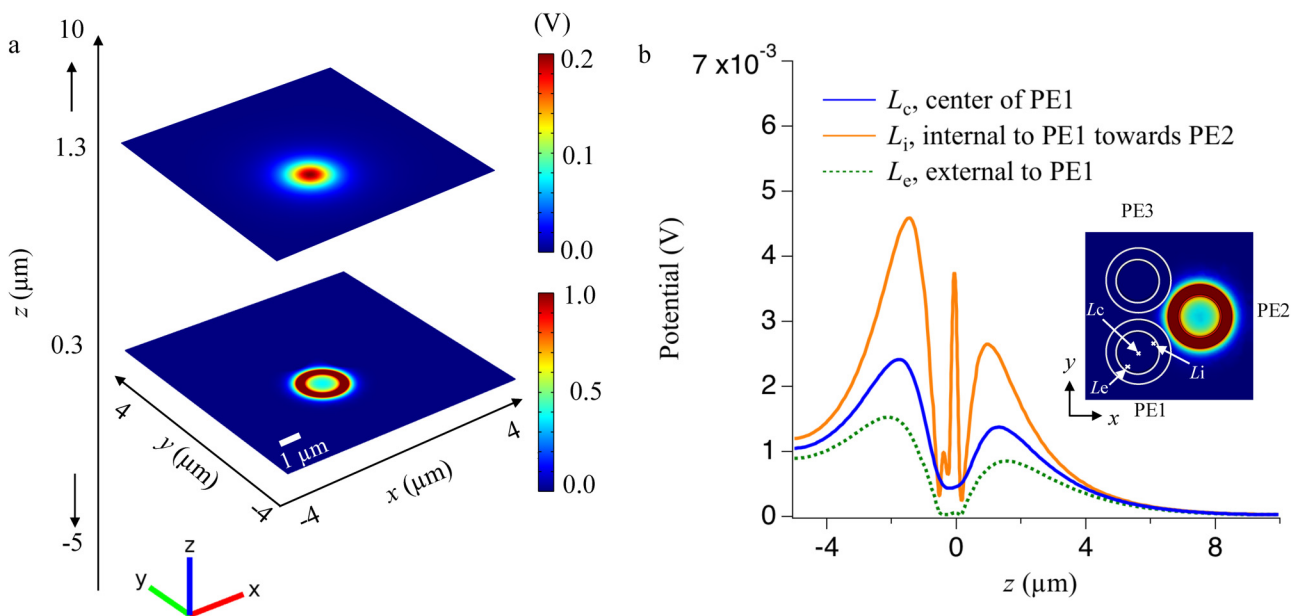 a
10
1.3
0.3
-5
z (μm)
(V)
0.2
0.1
0.0
1.0
0.5
0.0
1 μm
4
y (μm)
-4
-4
x (μm)
4
z
y
x
b
7 x10⁻³
6
5
4
3
2
1
0
Potential (V)
Lc, center of PE1
Li, internal to PE1 towards PE2
Le, external to PE1
PE3
Lc
PE2
Li
Le
y
x
PE1
-4
0
4
8
z (μm)